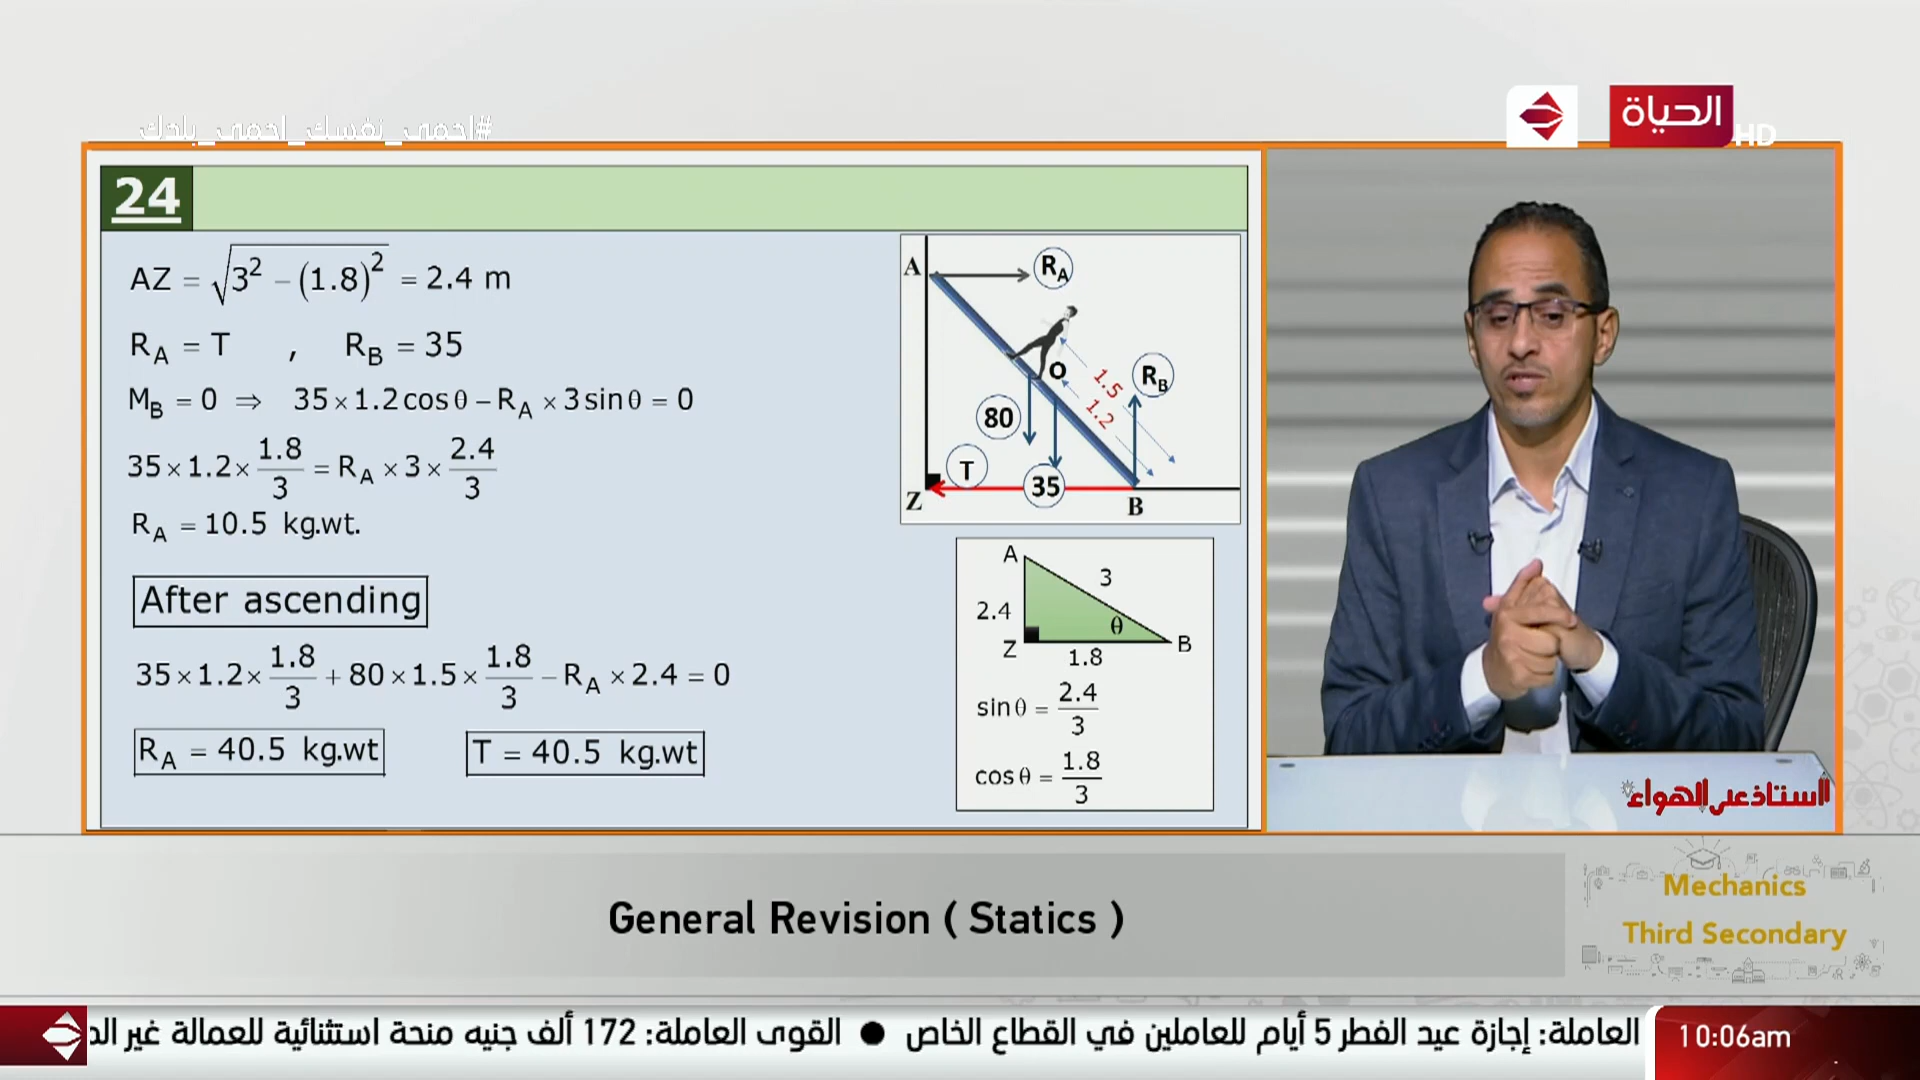 #احمي_نفسك_احمي_بلدك
الحياة
HD
24
AZ = √3² − (1.8)² = 2.4 m
R_A = T , R_B = 35
M_B = 0 ⇒ 35 × 1.2 cos θ − R_A × 3 sin θ = 0
35 × 1.2 × 1.8/3 = R_A × 3 × 2.4/3
R_A = 10.5 kg.wt.
After ascending
35 × 1.2 × 1.8/3 + 80 × 1.5 × 1.8/3 − R_A × 2.4 = 0
R_A = 40.5 kg.wt T = 40.5 kg.wt
A R_A
O 1.5 R_B
80 1.2
T 35
Z B
A 3
2.4 θ
Z 1.8 B
sin θ = 2.4/3
cos θ = 1.8/3
أستاذ على الهواء
General Revision ( Statics )
Mechanics
Third Secondary
العاملة: إجازة عيد الفطر 5 أيام للعاملين في القطاع الخاص ● القوى العاملة: 172 ألف جنيه منحة استثنائية للعمالة غير
10:06am